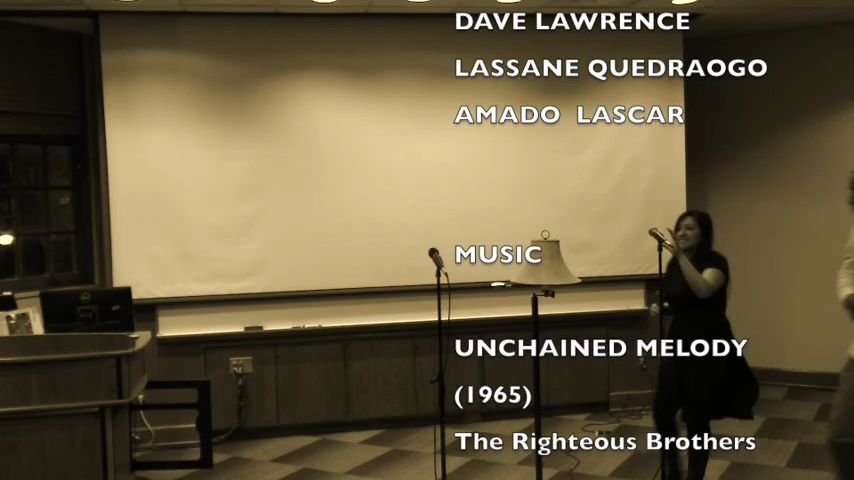 DAVE LAWRENCE
LASSANE QUEDRAOGO
AMADO LASCAR
MUSIC
UNCHAINED MELODY
(1965)
The Righteous Brothers